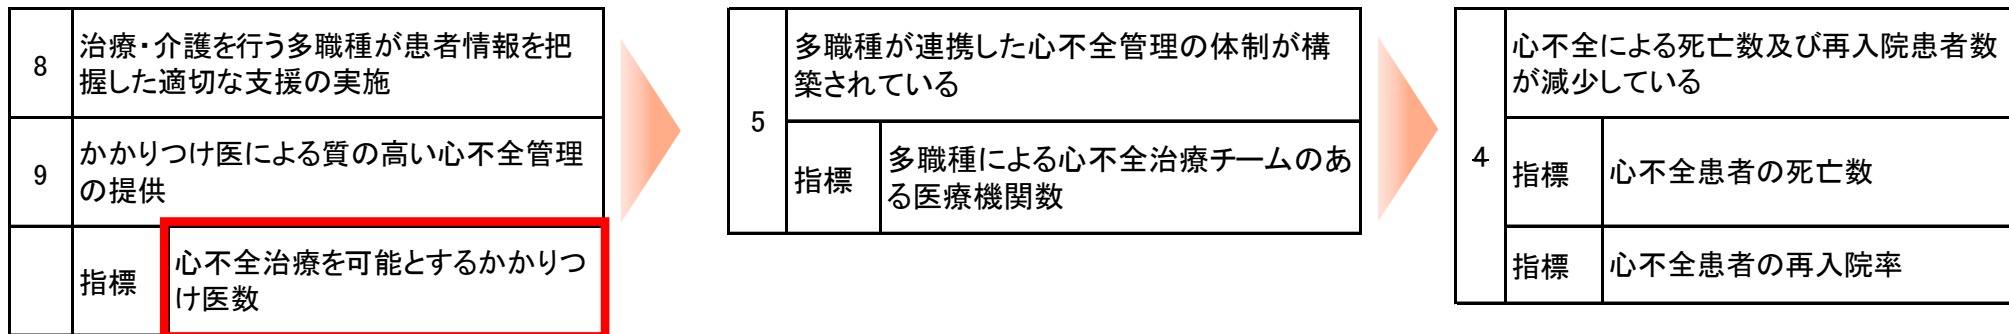 8
治療・介護を行う多職種が患者情報を把
握した適切な支援の実施
9
かかりつけ医による質の高い心不全管理
の提供
指標
心不全治療を可能とするかかりつ
け医数
5
多職種が連携した心不全管理の体制が構
築されている
指標
多職種による心不全治療チームのあ
る医療機関数
4
心不全による死亡数及び再入院患者数
が減少している
指標
心不全患者の死亡数
指標
心不全患者の再入院率